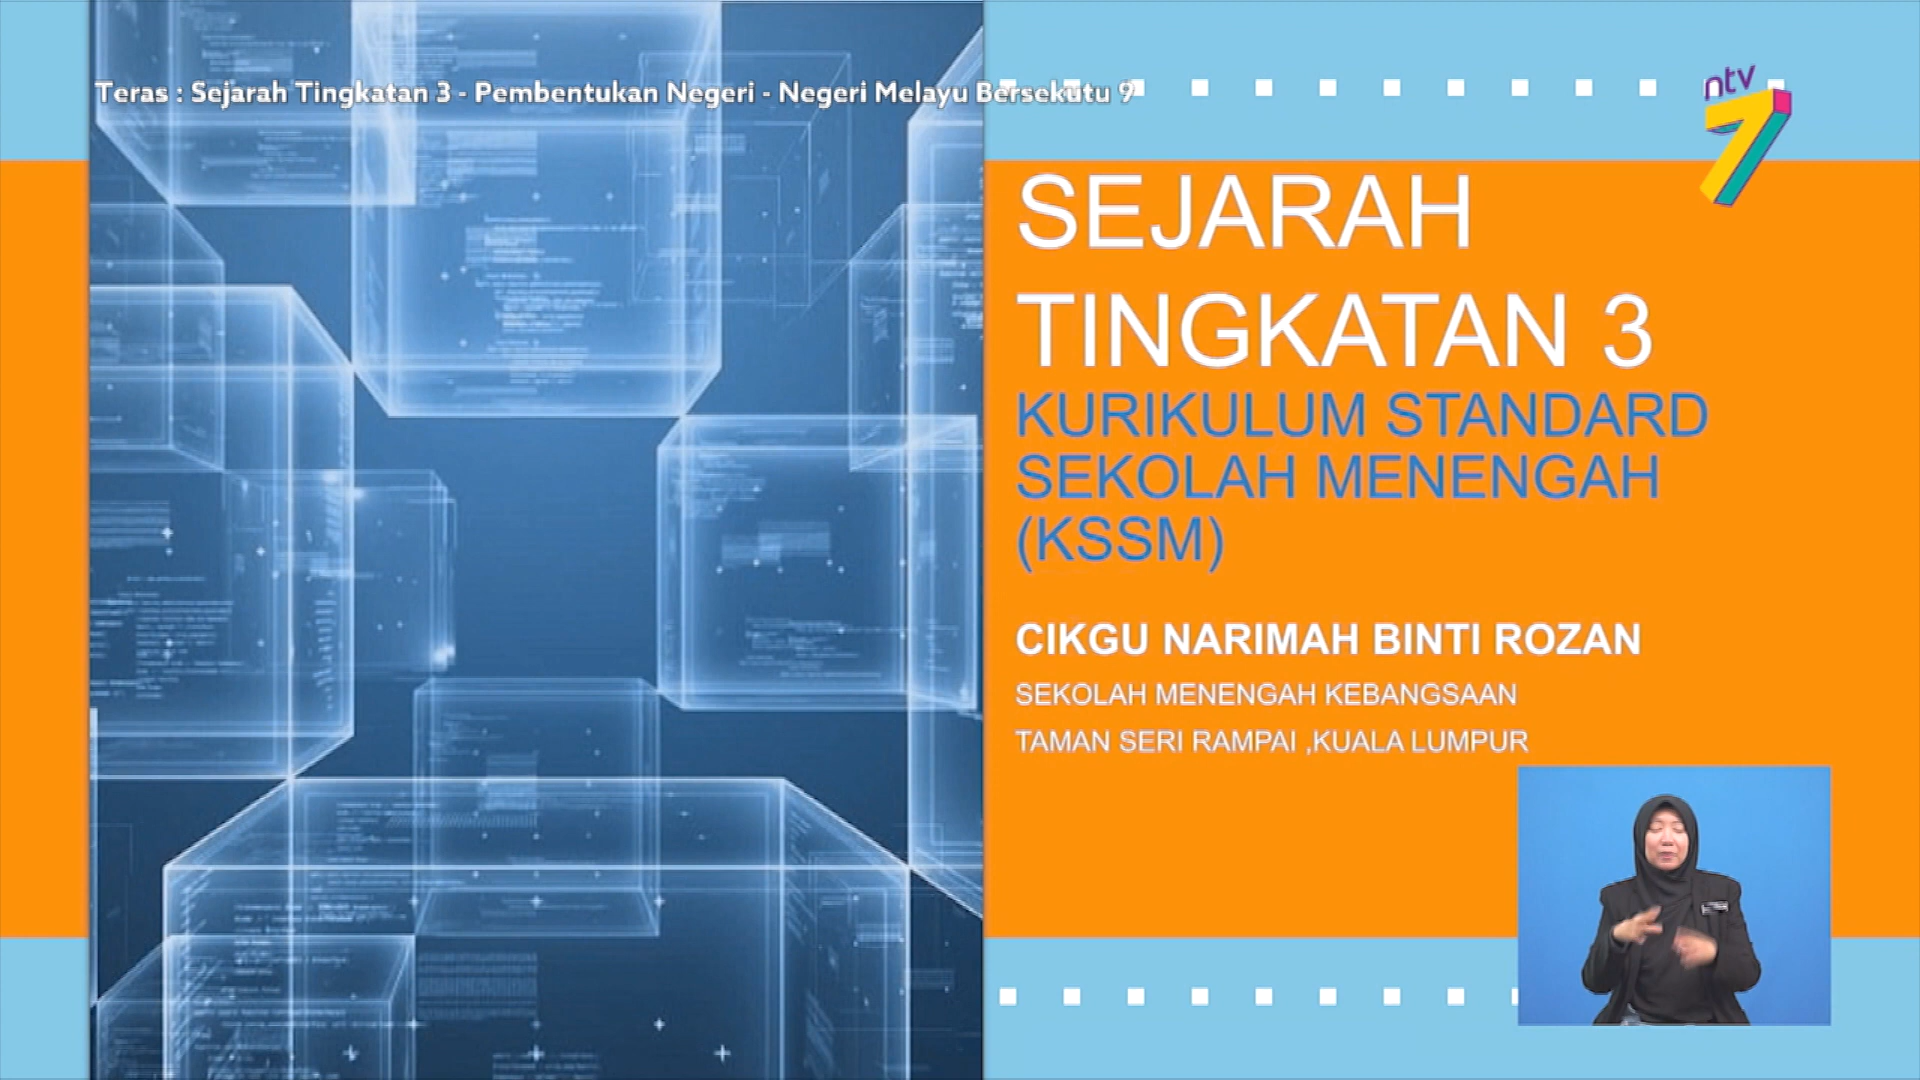 Teras : Sejarah Tingkatan 3 - Pembentukan Negeri - Negeri Melayu Bersekutu 9
ntv
7
SEJARAH
TINGKATAN 3
KURIKULUM STANDARD
SEKOLAH MENENGAH
(KSSM)
CIKGU NARIMAH BINTI ROZAN
SEKOLAH MENENGAH KEBANGSAAN
TAMAN SERI RAMPAI ,KUALA LUMPUR